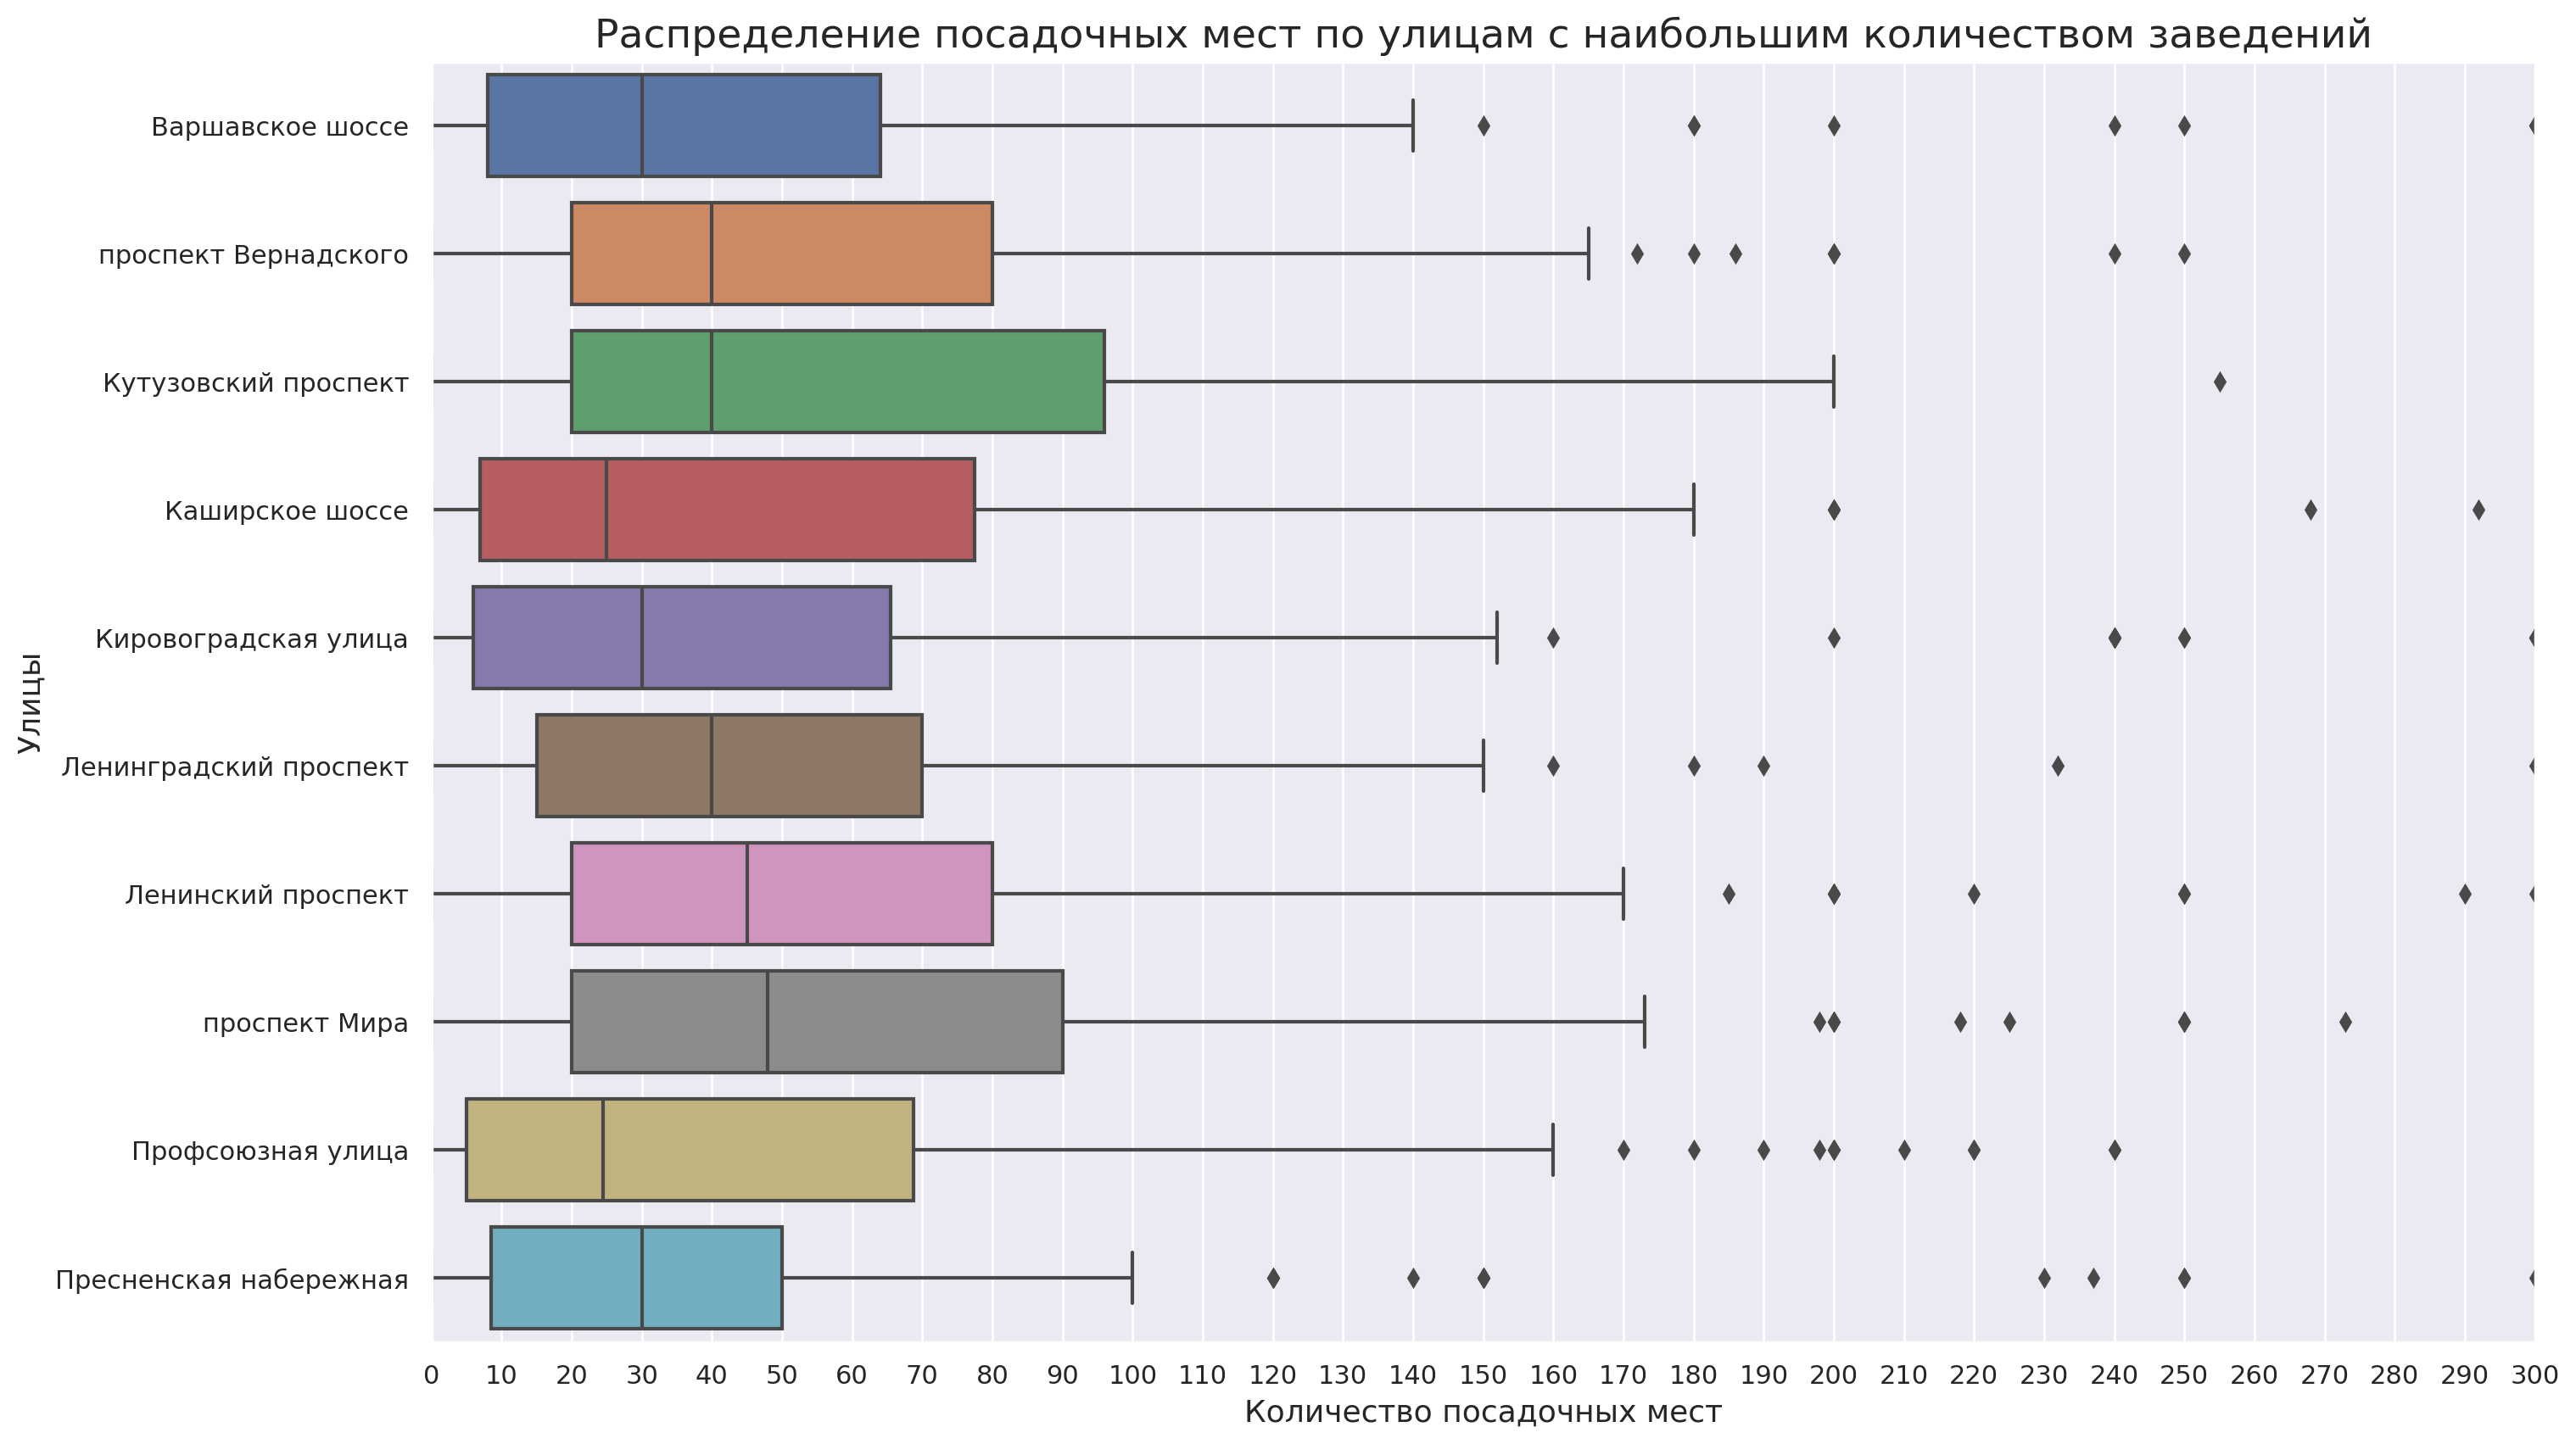 Распределение посадочных мест по улицам с наибольшим количеством заведений
Улицы
Варшавское шоссе
проспект Вернадского
Кутузовский проспект
Каширское шоссе
Кировоградская улица
Ленинградский проспект
Ленинский проспект
проспект Мира
Профсоюзная улица
Пресненская набережная
0 10 20 30 40 50 60 70 80 90 100 110 120 130 140 150 160 170 180 190 200 210 220 230 240 250 260 270 280 290 300
Количество посадочных мест